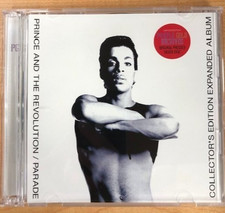 PRINCE AND THE REVOLUTION / PARADE
COLLECTOR'S EDITION EXPANDED ALBUM